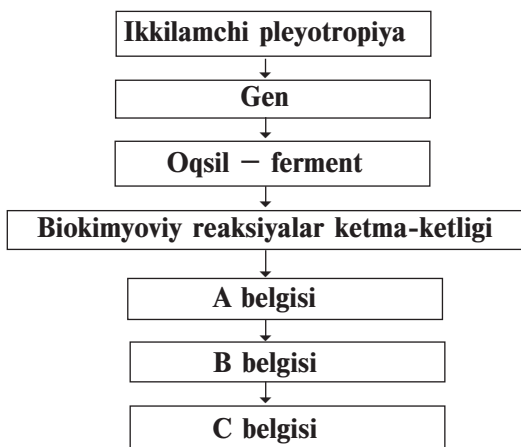 Ikkilamchi pleyotropiya
Gen
Oqsil – ferment
Biokimyoviy reaksiyalar ketma-ketligi
A belgisi
B belgisi
C belgisi